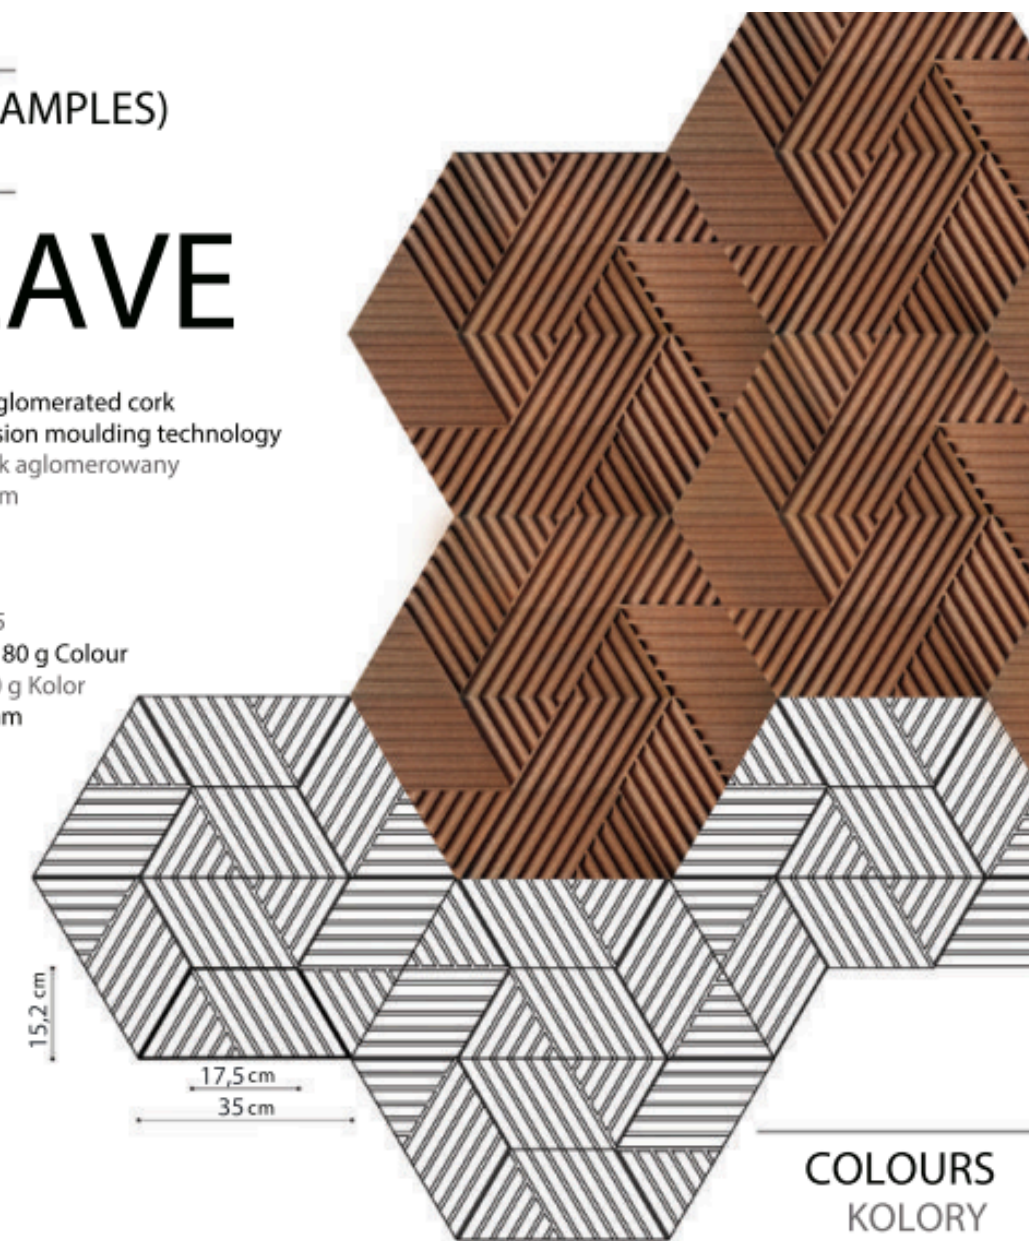 AMPLES)
AVE
glomerated cork
sion moulding technology
k aglomerowany
m
80 g Colour
g Kolor
m
15,2 cm
17,5 cm
35 cm
COLOURS
KOLORY